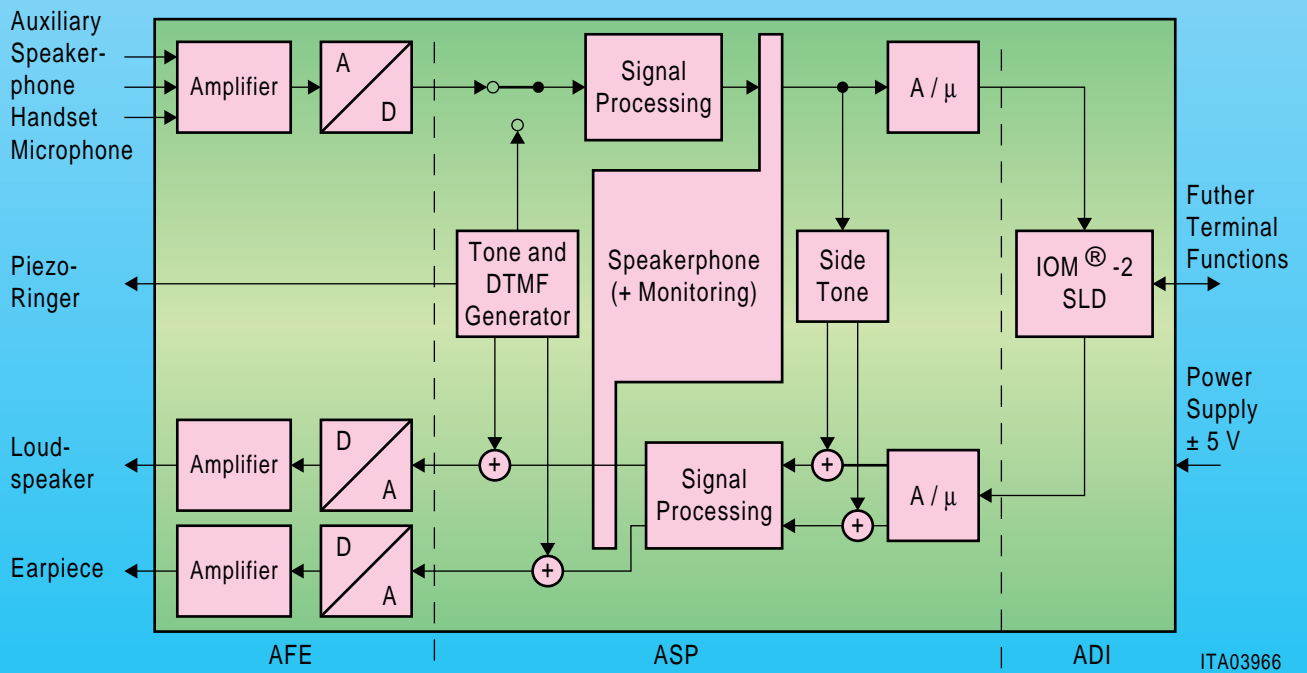 Auxiliary
Speaker-
phone
Handset
Microphone
Amplifier
A
D
Signal
Processing
A / µ
Piezo-
Ringer
Tone and
DTMF
Generator
Speakerphone
(+ Monitoring)
Side
Tone
IOM ® -2
SLD
Futher
Terminal
Functions
Loud-
speaker
Amplifier
D
A
+
Signal
Processing
+
+
A / µ
Power
Supply
± 5 V
Earpiece
Amplifier
D
A
+
AFE
ASP
ADI
ITA03966